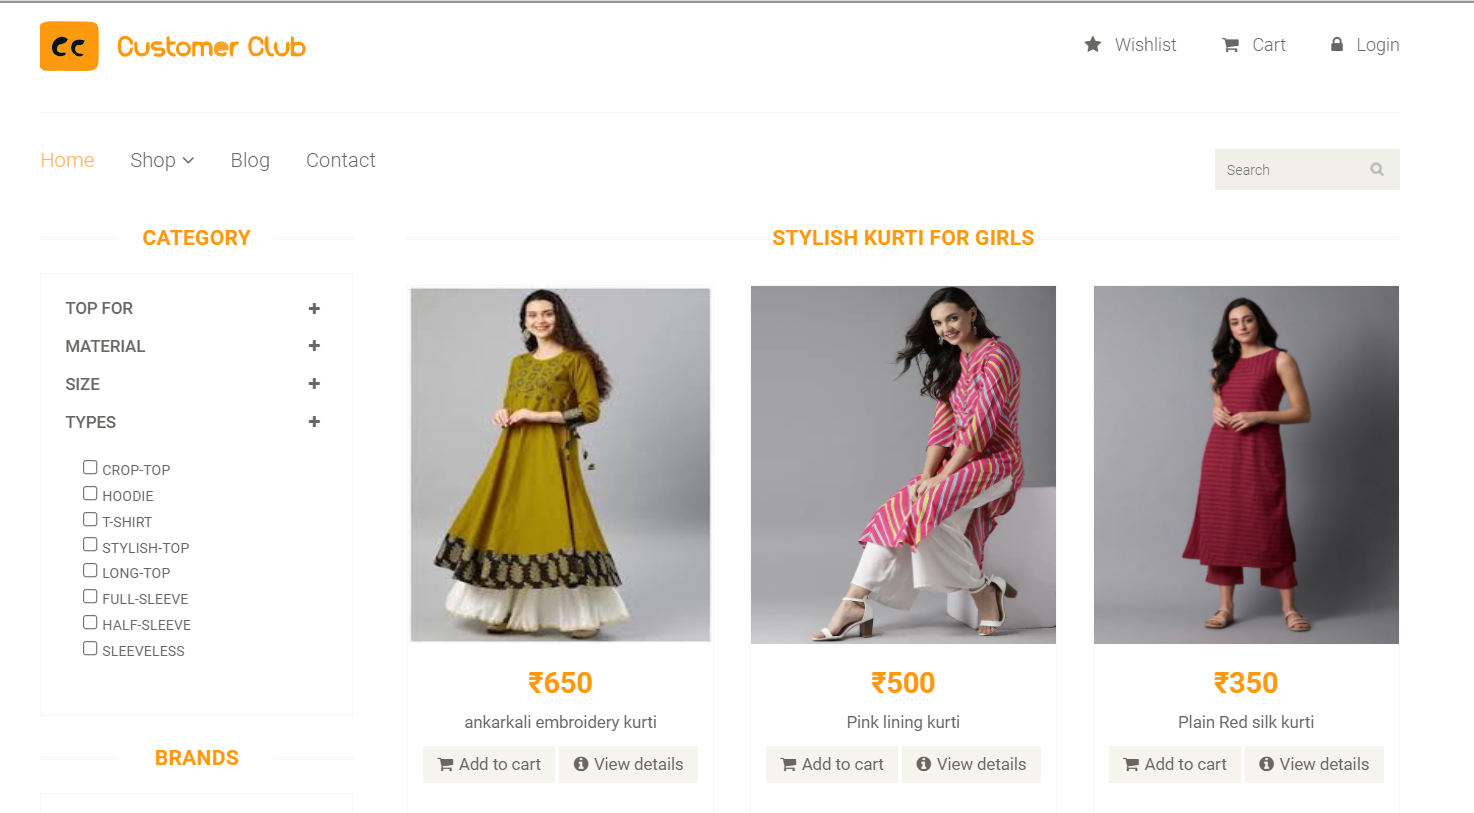 cc Customer Club
Wishlist Cart Login
Home Shop Blog Contact
Search
CATEGORY
TOP FOR
MATERIAL
SIZE
TYPES
CROP-TOP
HOODIE
T-SHIRT
STYLISH-TOP
LONG-TOP
FULL-SLEEVE
HALF-SLEEVE
SLEEVELESS
BRANDS
STYLISH KURTI FOR GIRLS
₹650
ankarkali embroidery kurti
Add to cart View details
₹500
Pink lining kurti
Add to cart View details
₹350
Plain Red silk kurti
Add to cart View details